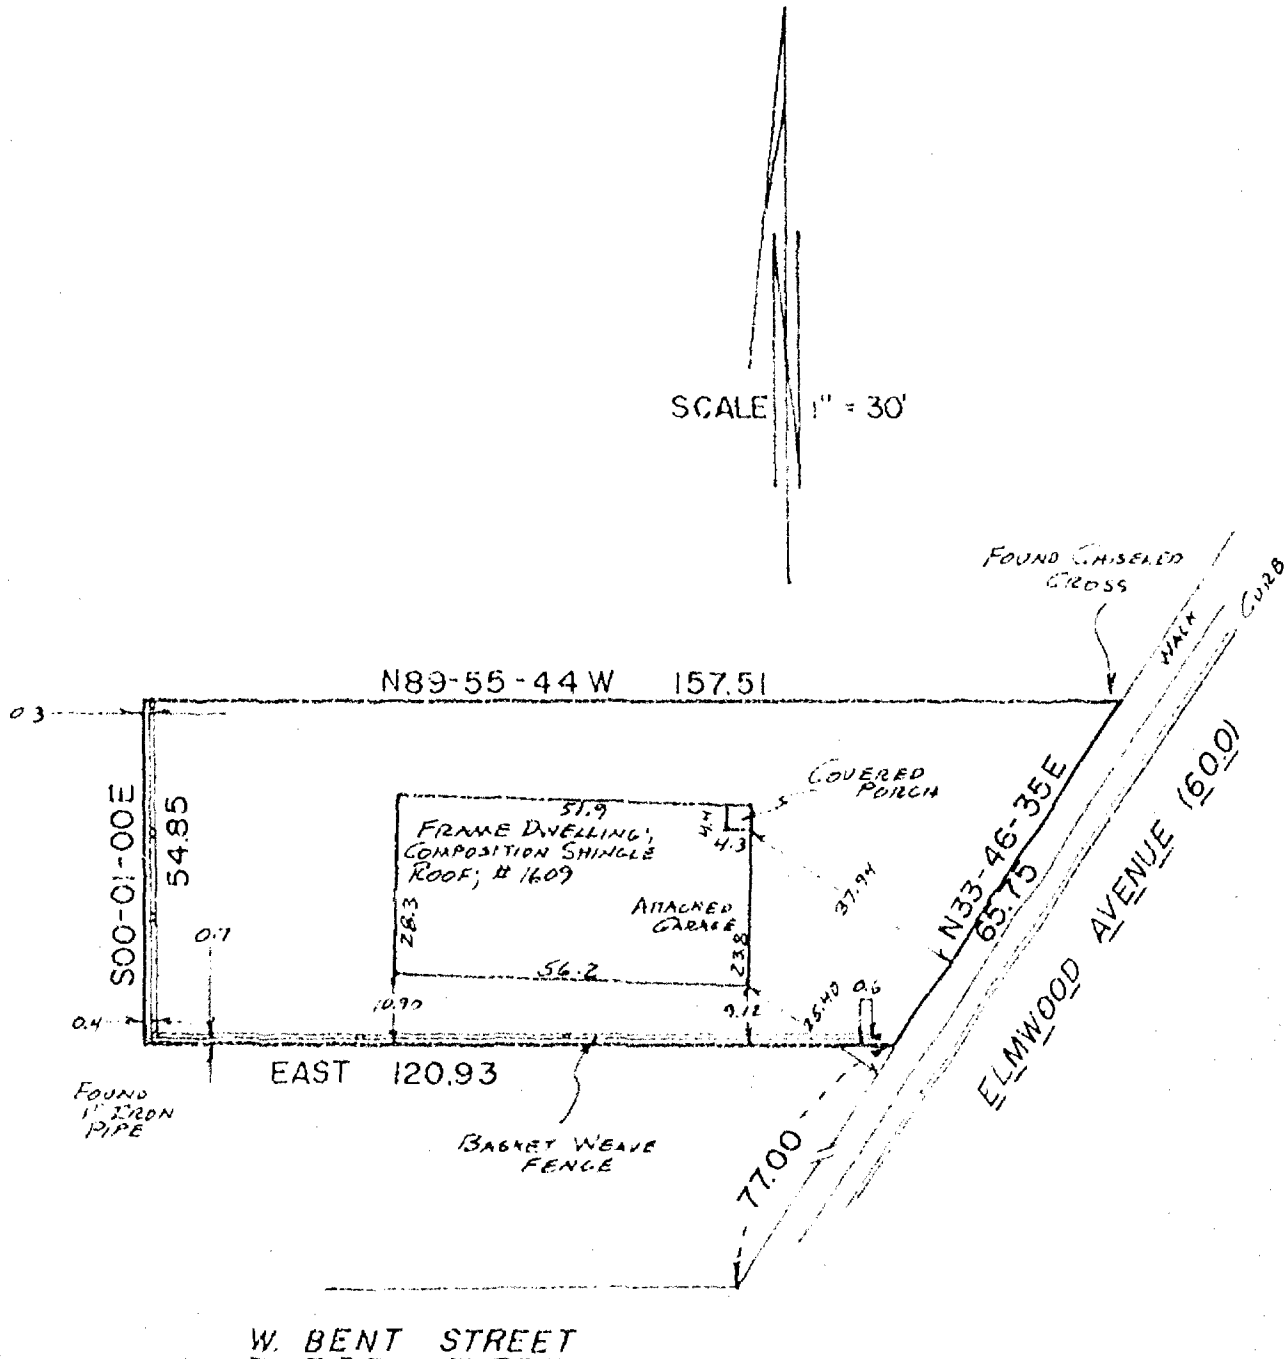 SCALE 1" = 30'
FOUND CHISELED
CROSS
WALK
CURB
N89-55-44 W 157.51
0.3
S00-01-00E
54.85
N33-46-35E
65.75
ELMWOOD AVENUE (60.0)
COVERED
PORCH
51.9
4.4
4.3
FRAME DWELLING;
COMPOSITION SHINGLE
ROOF; # 1609
ATTACHED
GARAGE
28.3
23.8
37.94
56.2
0.7
0.4
10.90
9.12
25.40
0.6
EAST 120.93
FOUND
1" IRON
PIPE
BASKET WEAVE
FENCE
77.00
W. BENT STREET